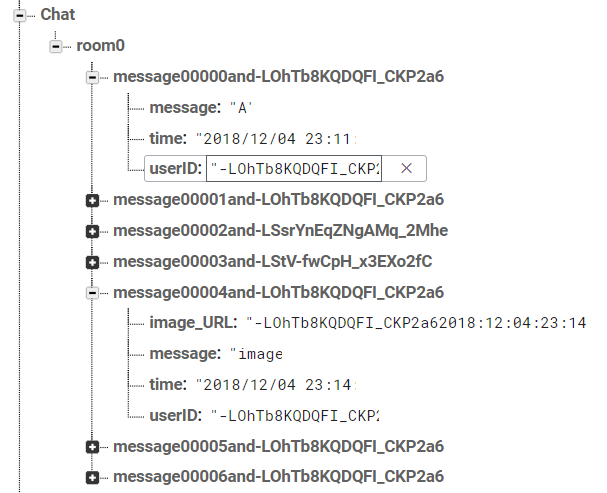 Chat
room0
message00000and-LOhTb8KQDQFI_CKP2a6
message: "A'
time: "2018/12/04 23:11:
userID: "-LOhTb8KQDQFI_CKP2
message00001and-LOhTb8KQDQFI_CKP2a6
message00002and-LSsrYnEqZNgAMq_2Mhe
message00003and-LStV-fwCpH_x3EXo2fC
message00004and-LOhTb8KQDQFI_CKP2a6
image_URL: "-LOhTb8KQDQFI_CKP2a62018:12:04:23:14
message: "image
time: "2018/12/04 23:14:
userID: "-LOhTb8KQDQFI_CKP2
message00005and-LOhTb8KQDQFI_CKP2a6
message00006and-LOhTb8KQDQFI_CKP2a6